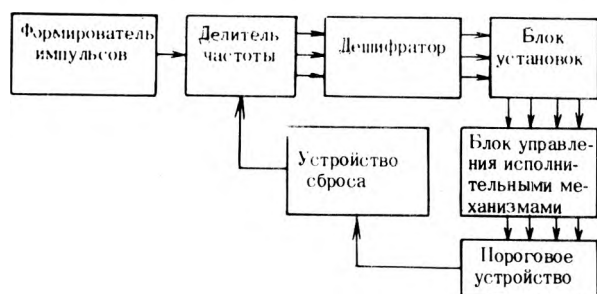 Формирователь
импульсов
Делитель
частоты
Дешифратор
Блок
установок
Устройство
сброса
Блок управле-
ния исполни-
тельными ме-
ханизмами
Пороговое
устройство